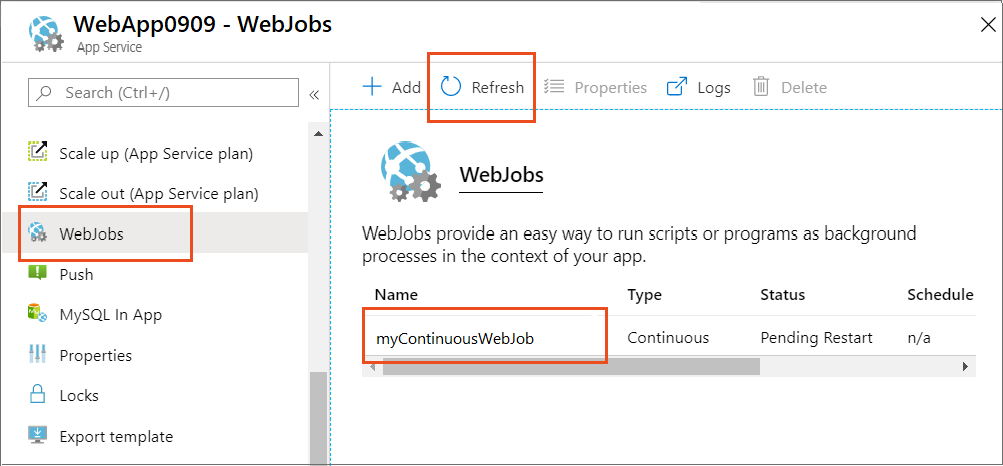 WebApp0909 - WebJobs
App Service
Search (Ctrl+/)
«
Scale up (App Service plan)
Scale out (App Service plan)
WebJobs
Push
MySQL In App
Properties
Locks
Export template
Add Refresh Properties Logs Delete
WebJobs
WebJobs provide an easy way to run scripts or programs as background
processes in the context of your app.
Name Type Status Schedule
myContinuousWebJob Continuous Pending Restart n/a